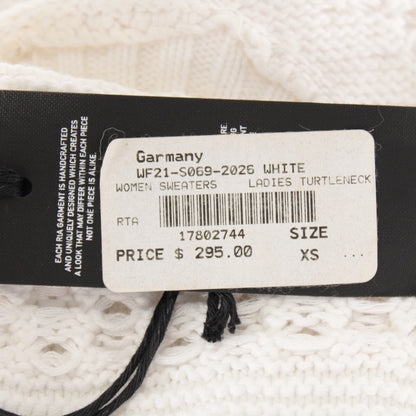 EACH RTA GARMENT IS HANDCRAFTED
AND UNIQUELY DESIGNED WHICH CREATES
A LOOK THAT MAY DIFFER WITHIN EACH PIECE
NOT ONE PIECE IS ALIKE.
Garmany
WF21-S069-2026 WHITE
WOMEN SWEATERS LADIES TURTLENECK
RTA
17802744 SIZE
PRICE $ 295.00 XS ...